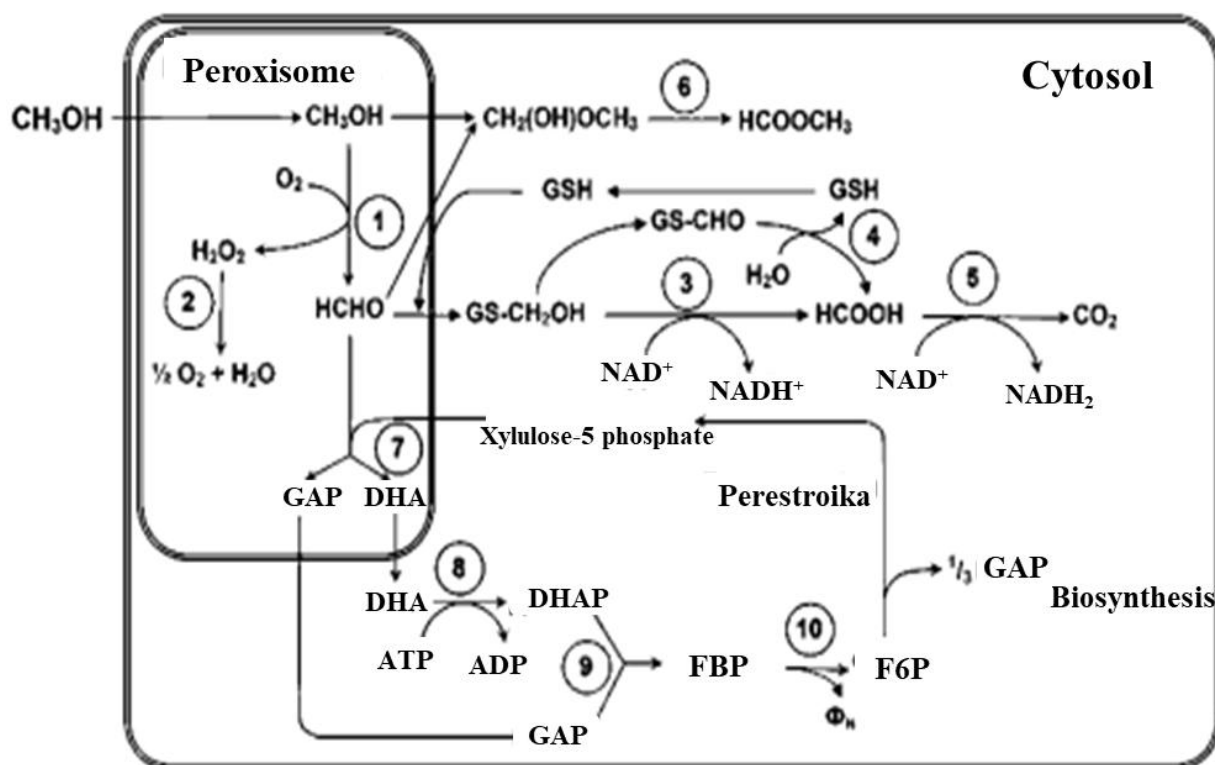 Peroxisome
Cytosol
CH₃OH
CH₃OH
CH₂(OH)OCH₃
6
HCOOCH₃
O₂
1
GSH
GSH
GS-CHO
4
H₂O₂
H₂O
2
HCHO
GS-CH₂OH
3
HCOOH
5
CO₂
½ O₂ + H₂O
NAD⁺
NADH⁺
NAD⁺
NADH₂
7
Xylulose-5 phosphate
GAP
DHA
Perestroika
8
DHA
DHAP
¹/₃ GAP
Biosynthesis
ATP
ADP
9
FBP
10
F6P
Фн
GAP